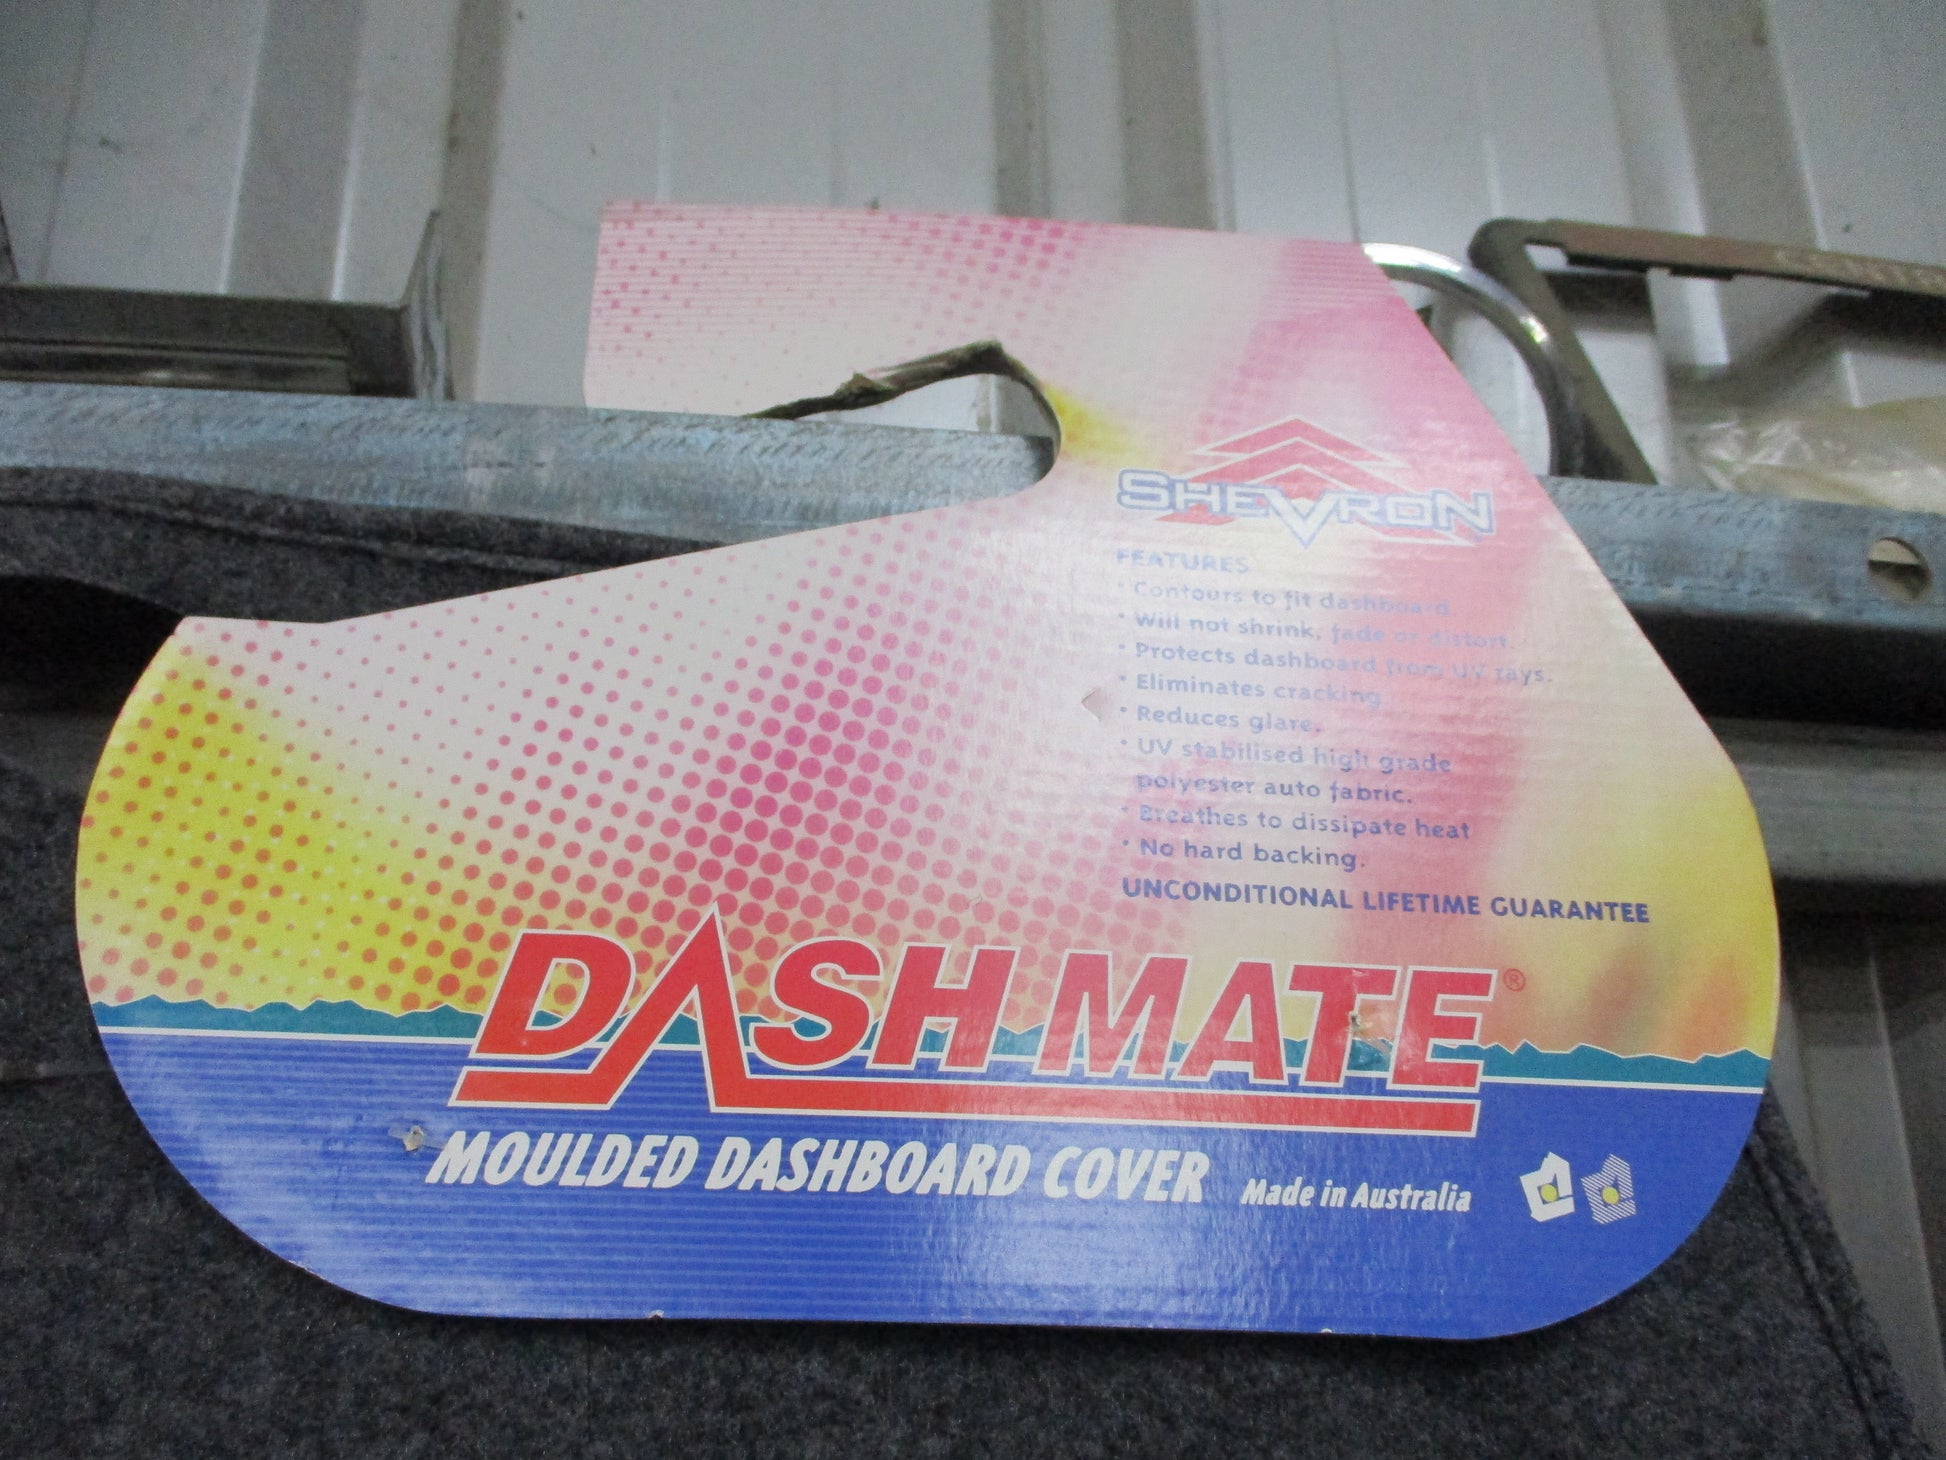 SHEVRON
FEATURES
• Contours to fit dashboard.
• Will not shrink, fade or distort.
• Protects dashboard from UV rays.
• Eliminates cracking.
• Reduces glare.
• UV stabilised high grade
polyester auto fabric.
• Breathes to dissipate heat
• No hard backing.
UNCONDITIONAL LIFETIME GUARANTEE
DASH MATE®
MOULDED DASHBOARD COVER Made in Australia